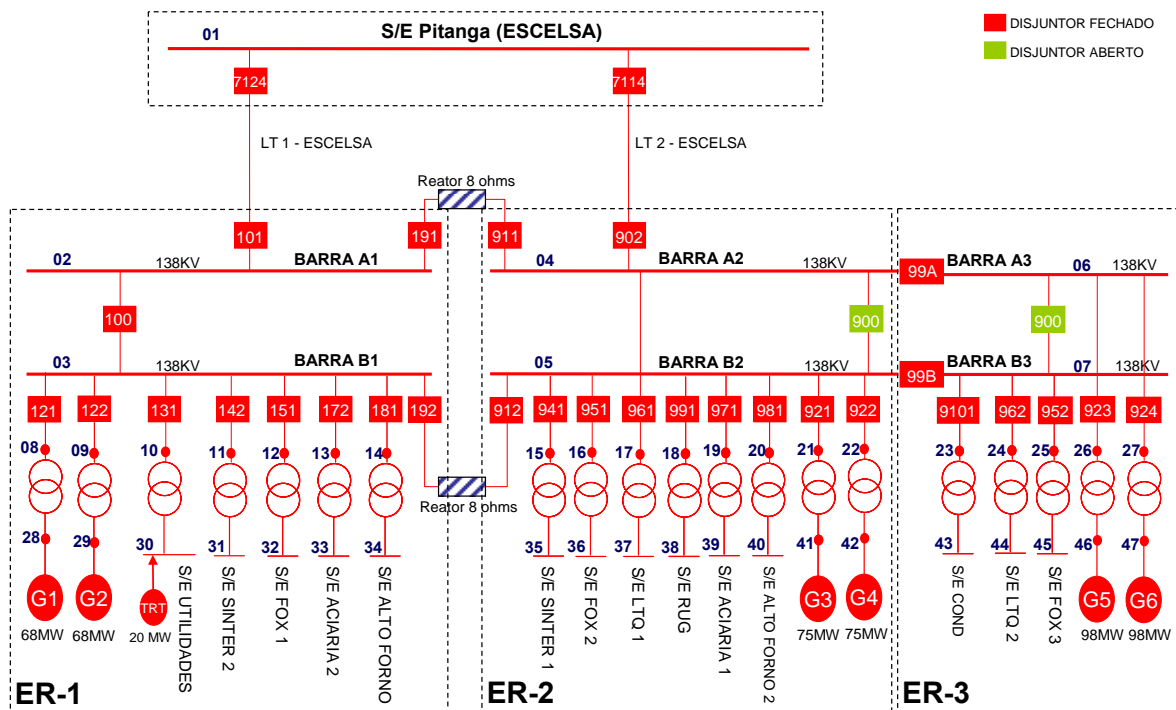 01
S/E Pitanga (ESCELSA)
DISJUNTOR FECHADO
DISJUNTOR ABERTO
7124
7114
LT 1 - ESCELSA
LT 2 - ESCELSA
Reator 8 ohms
101
191
911
902
02
138KV
BARRA A1
04
BARRA A2
138KV
99A
BARRA A3
06
138KV
100
900
900
03
138KV
BARRA B1
05
BARRA B2
138KV
99B
BARRA B3
07
138KV
121
122
131
142
151
172
181
192
912
941
951
961
991
971
981
921
922
9101
962
952
923
924
08
09
10
11
12
13
14
15
16
17
18
19
20
21
22
23
24
25
26
27
Reator 8 ohms
28
29
30
31
32
33
34
35
36
37
38
39
40
41
42
43
44
45
46
47
G1
G2
TRT
G3
G4
G5
G6
68MW
68MW
20 MW
75MW
75MW
98MW
98MW
S/E UTILIDADES
S/E SINTER 2
S/E FOX 1
S/E ACIARIA 2
S/E ALTO FORNO
S/E SINTER 1
S/E FOX 2
S/E LTQ 1
S/E RUG
S/E ACIARIA 1
S/E ALTO FORNO 2
S/E COND
S/E LTQ 2
S/E FOX 3
ER-1
ER-2
ER-3